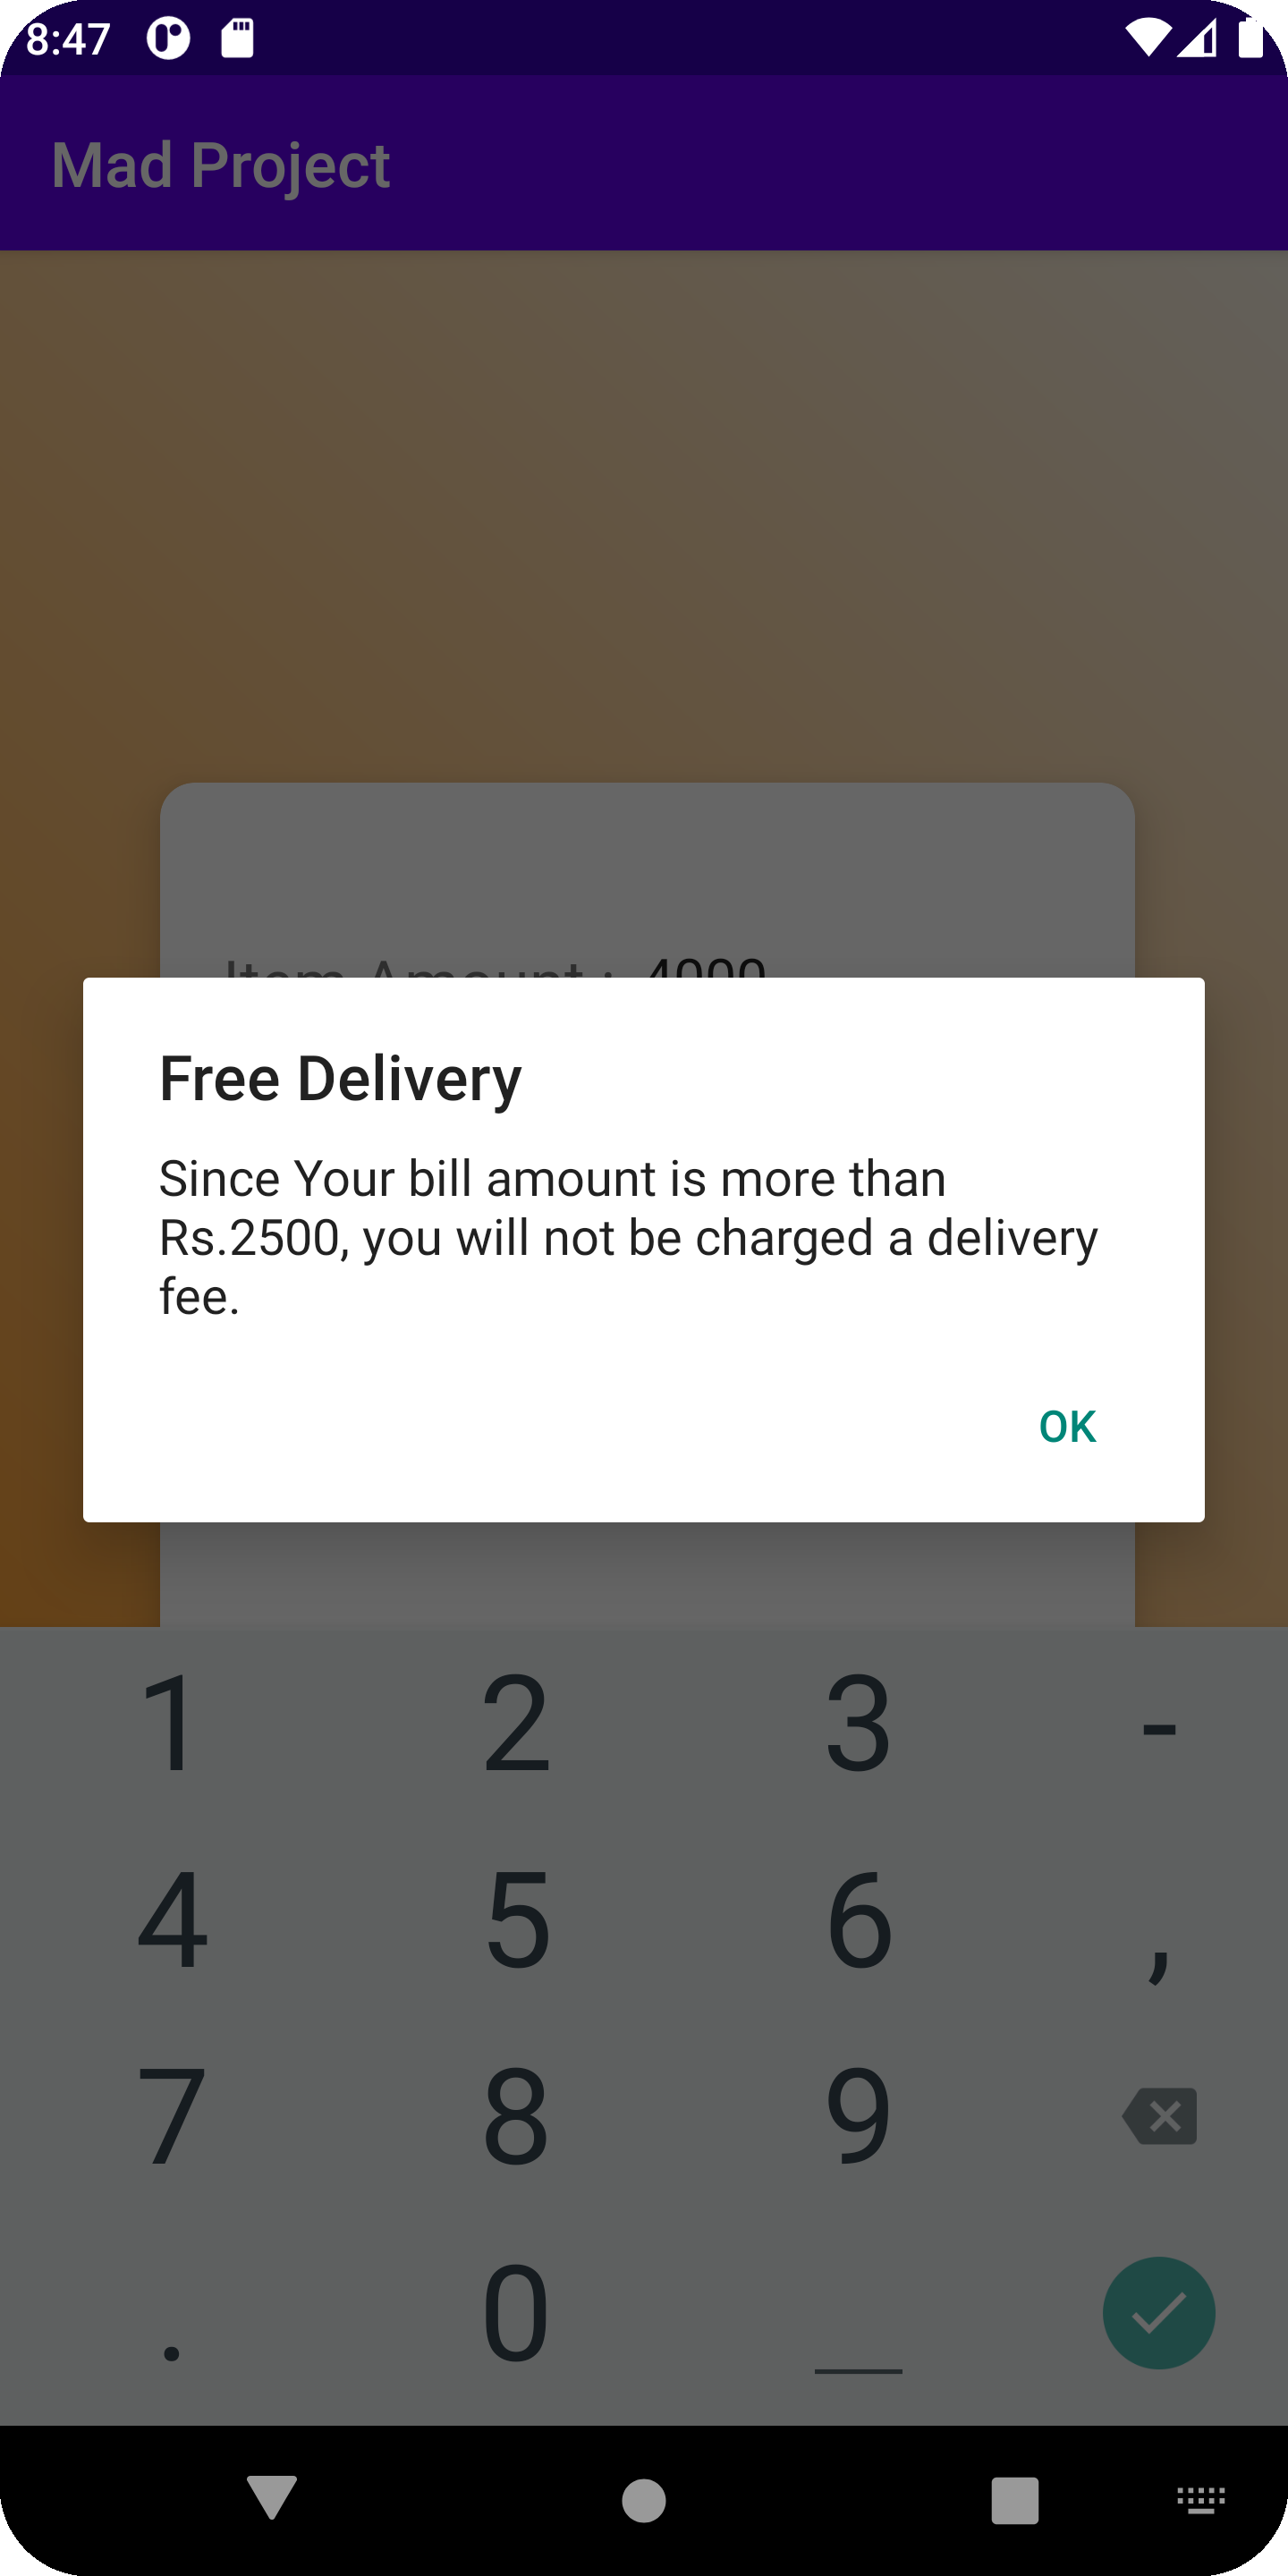 8:47
Mad Project
Item Amount : 4000
Free Delivery
Since Your bill amount is more than
Rs.2500, you will not be charged a delivery
fee.
OK
1 2 3 -
4 5 6 ,
7 8 9
. 0